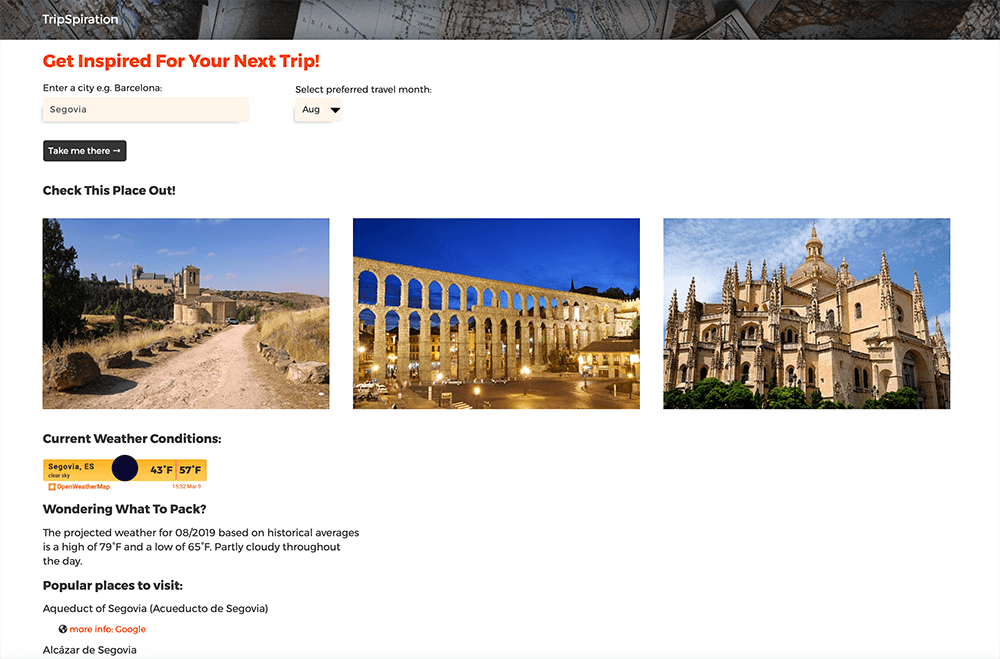 TripSpiration
Get Inspired For Your Next Trip!
Enter a city e.g. Barcelona:
Select preferred travel month:
Segovia
Aug
Take me there →
Check This Place Out!
Current Weather Conditions:
Segovia, ES
clear sky
43°F
57°F
OpenWeatherMap
15:32 Mar 9
Wondering What To Pack?
The projected weather for 08/2019 based on historical averages
is a high of 79°F and a low of 65°F. Partly cloudy throughout
the day.
Popular places to visit:
Aqueduct of Segovia (Acueducto de Segovia)
more info: Google
Alcázar de Segovia